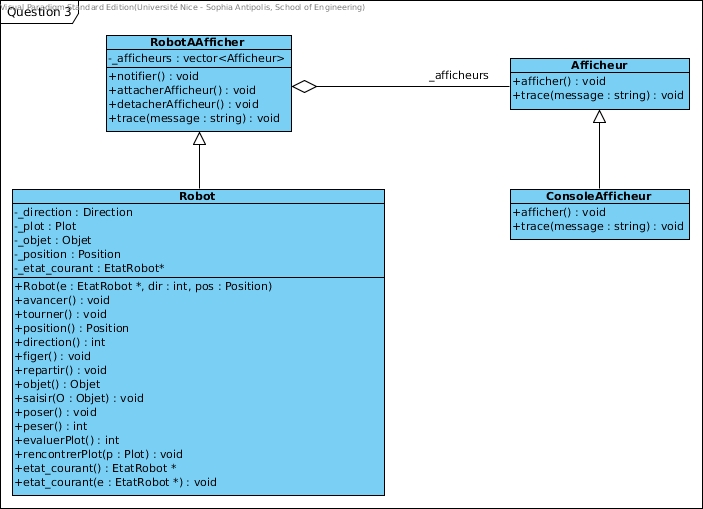 Visual Paradigm Standard Edition(Université Nice - Sophia Antipolis, School of Engineering)
Question 3
RobotAAfficher
-_afficheurs : vector<Afficheur>
+notifier() : void
+attacherAfficheur() : void
+detacherAfficheur() : void
+trace(message : string) : void
_afficheurs
Afficheur
+afficher() : void
+trace(message : string) : void
Robot
-_direction : Direction
-_plot : Plot
-_objet : Objet
-_position : Position
-_etat_courant : EtatRobot*
+Robot(e : EtatRobot *, dir : int, pos : Position)
+avancer() : void
+tourner() : void
+position() : Position
+direction() : int
+figer() : void
+repartir() : void
+objet() : Objet
+saisir(O : Objet) : void
+poser() : void
+peser() : int
+evaluerPlot() : int
+rencontrerPlot(p : Plot) : void
+etat_courant() : EtatRobot *
+etat_courant(e : EtatRobot *) : void
ConsoleAfficheur
+afficher() : void
+trace(message : string) : void